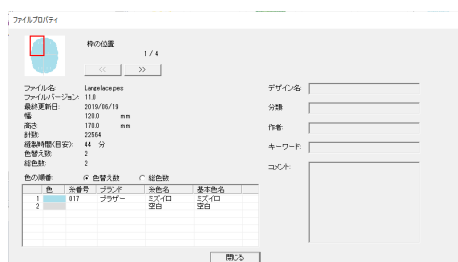 ファイルプロパティ
枠の位置
1 / 4
<< >>
ファイル名: Largelace.pes
ファイルバージョン: 11.0
最終更新日: 2019/06/19
幅 120.0 mm
高さ 170.0 mm
針数: 22564
縫製時間(目安): 44 分
色替え数: 2
総色数: 2
色の順番: 色替え数 総色数
色 糸番号 ブランド 糸色名 基本色名
1 017 ブラザー ミズイロ ミズイロ
2 空白 空白
デザイン名
分類:
作者:
キーワード:
コメント:
閉じる